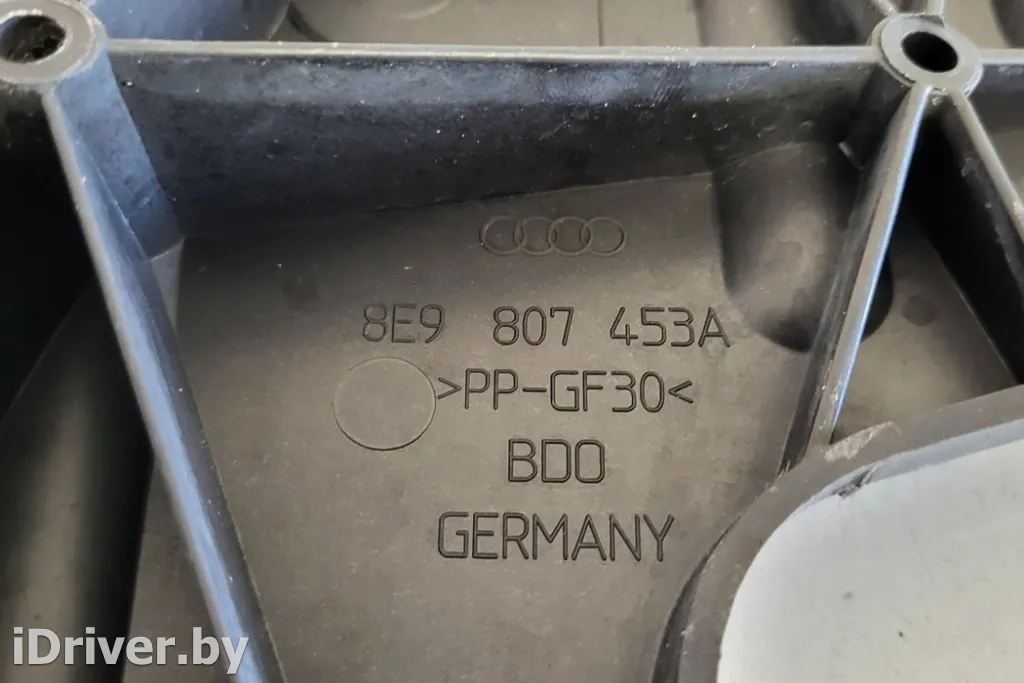 8E9 807 453A
>PP-GF30<
BDO
GERMANY
iDriver.by